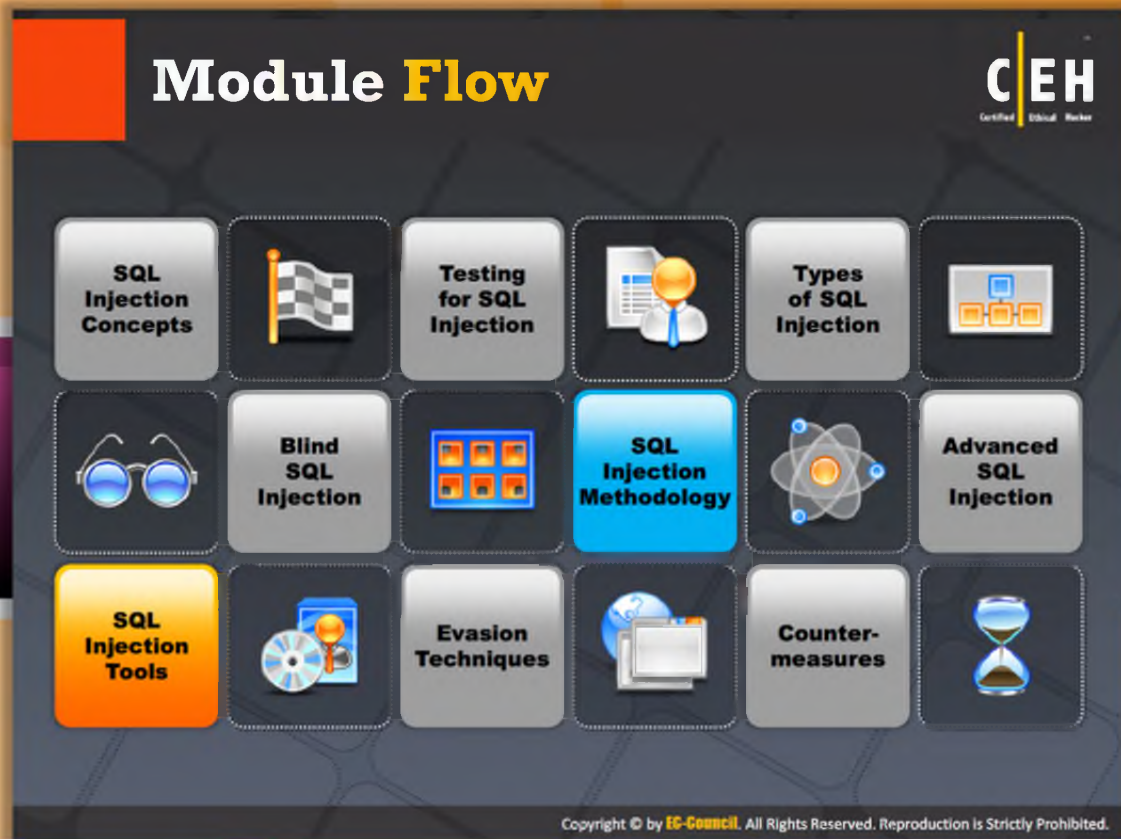 Module Flow
C EH
Certified Ethical Hacker
SQL
Injection
Concepts
Testing
for SQL
Injection
Types
of SQL
Injection
Blind
SQL
Injection
SQL
Injection
Methodology
Advanced
SQL
Injection
SQL
Injection
Tools
Evasion
Techniques
Counter-
measures
Copyright © by EC-Council. All Rights Reserved. Reproduction is Strictly Prohibited.